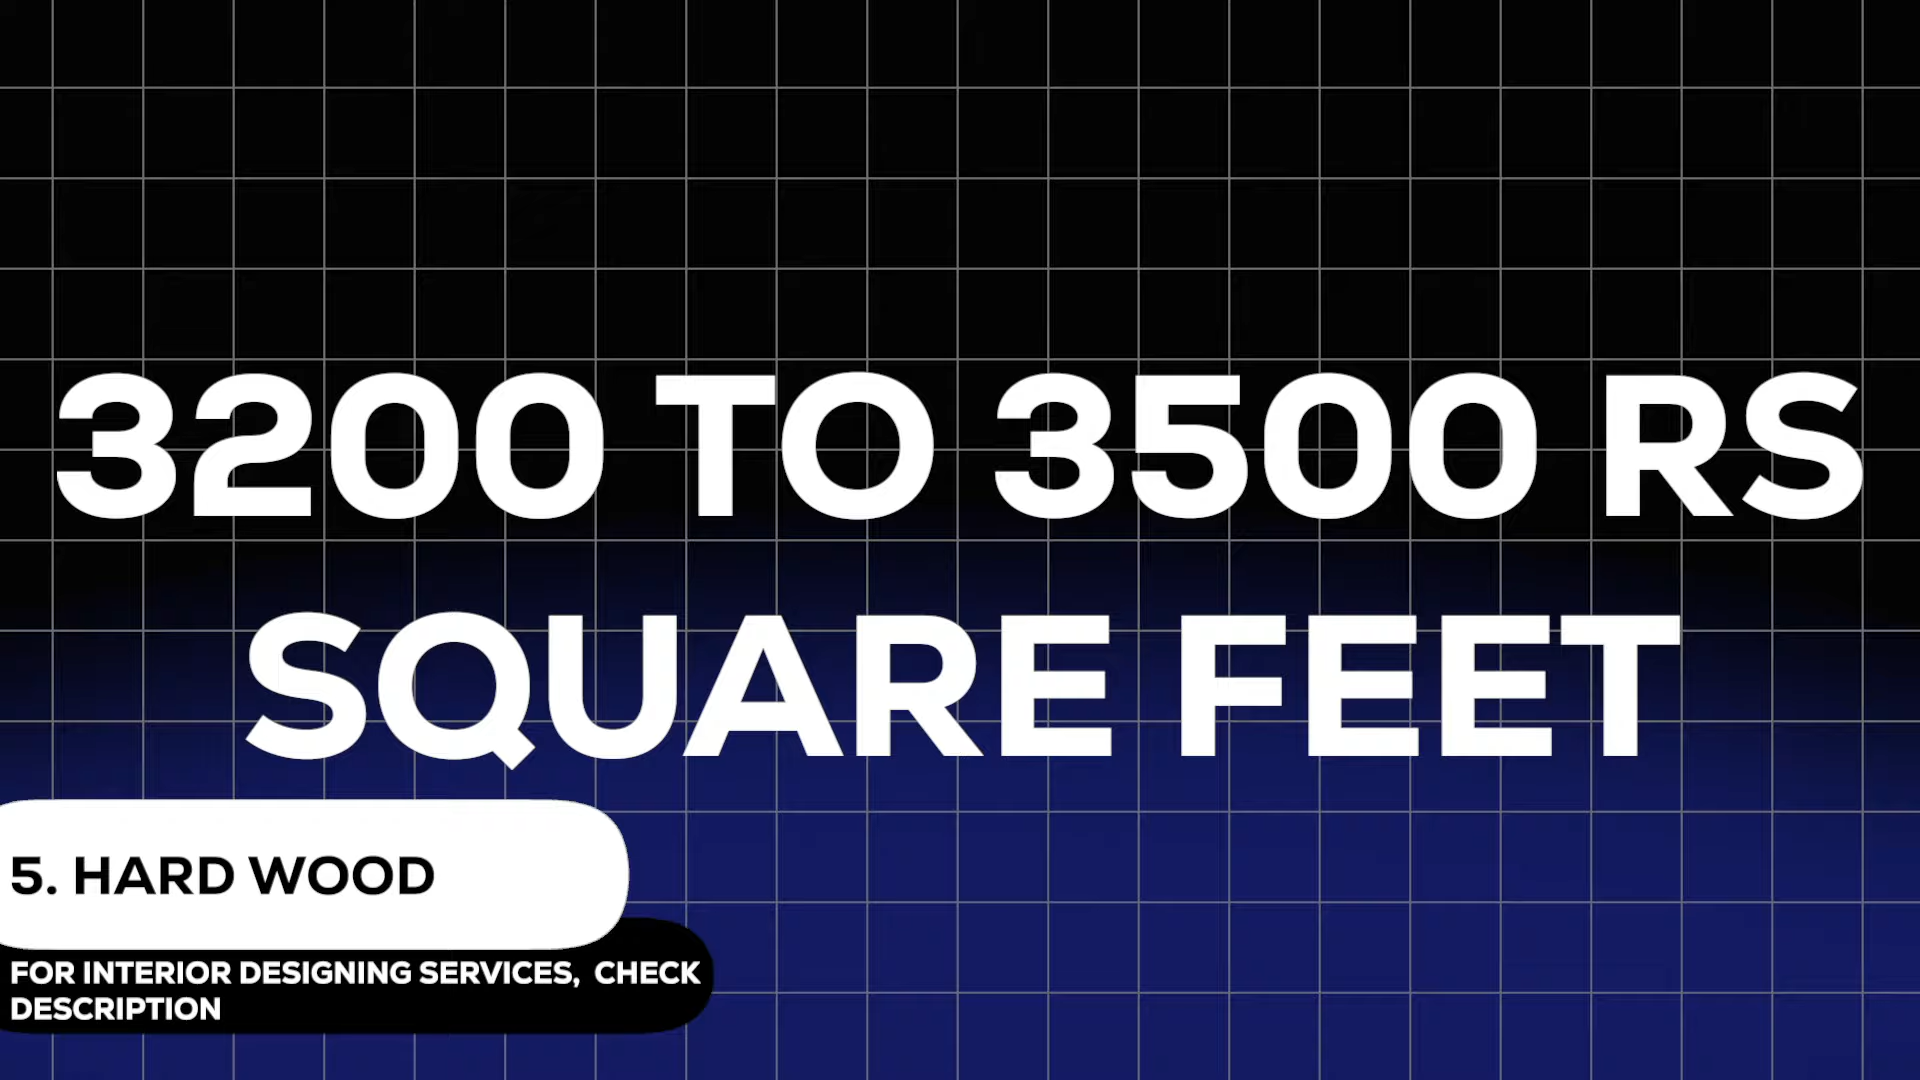 3200 TO 3500 RS
SQUARE FEET
5. HARD WOOD
FOR INTERIOR DESIGNING SERVICES, CHECK
DESCRIPTION